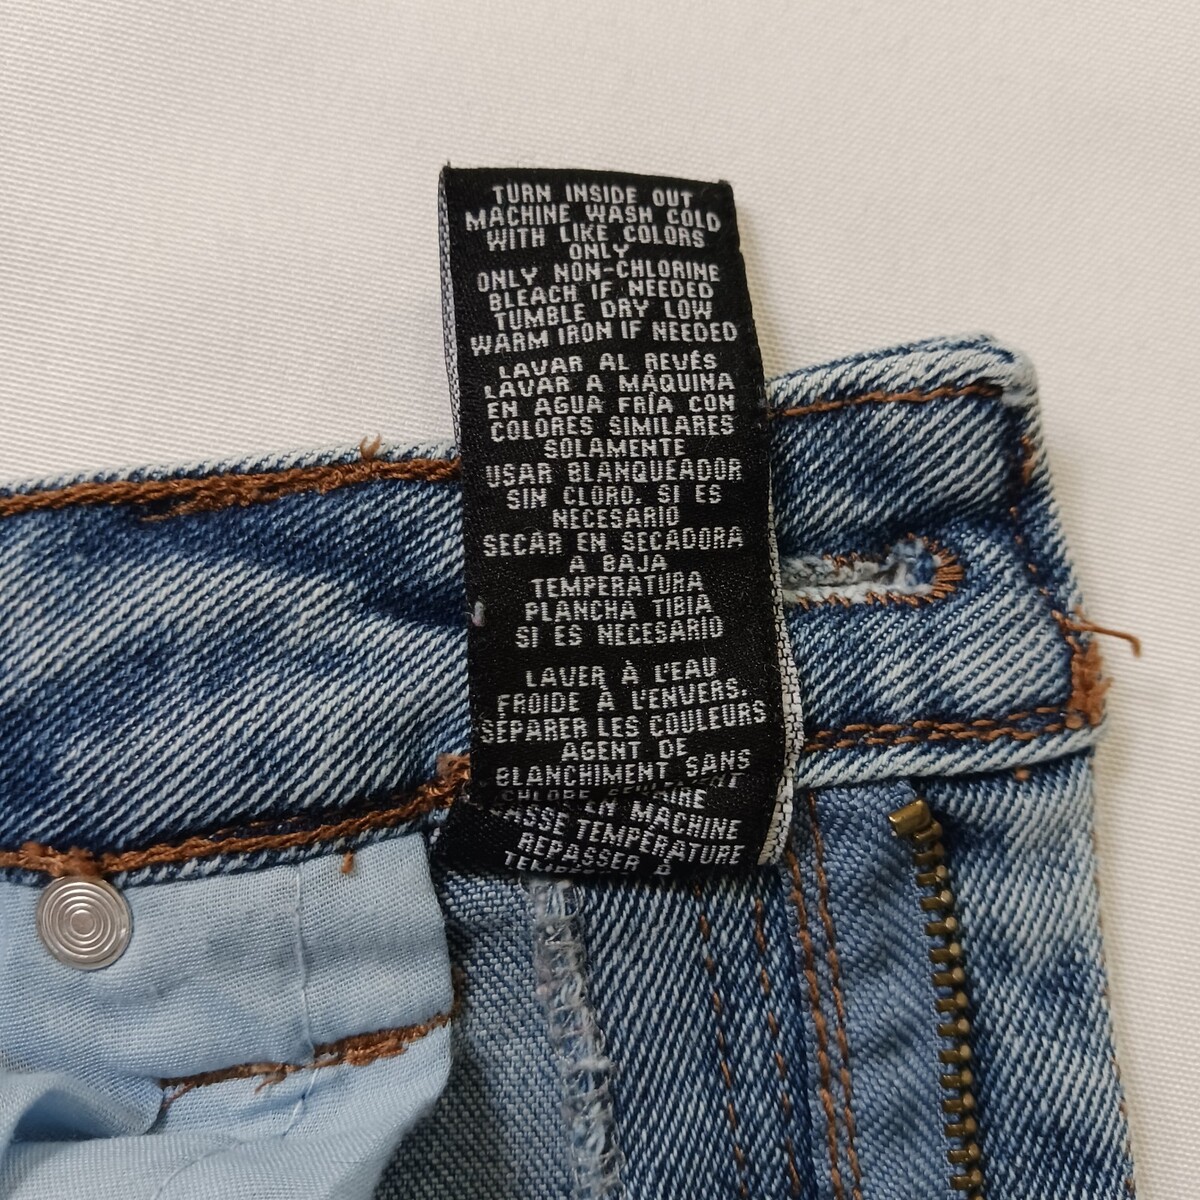 TURN INSIDE OUT
MACHINE WASH COLD
WITH LIKE COLORS
ONLY
ONLY NON-CHLORINE
BLEACH IF NEEDED
TUMBLE DRY LOW
WARM IRON IF NEEDED
LAVAR AL REVÉS
LAVAR A MÁQUINA
EN AGUA FRÍA CON
COLORES SIMILARES
SOLAMENTE
USAR BLANQUEADOR
SIN CLORO. SI ES
NECESARIO
SECAR EN SECADORA
A BAJA
TEMPERATURA
PLANCHA TIBIA
SI ES NECESARIO
LAVER À L'EAU
FROIDE À L'ENVERS.
SÉPARER LES COULEURS
AGENT DE
BLANCHIMENT SANS
EN MACHINE
TEMPÉRATURE
REPASSER À